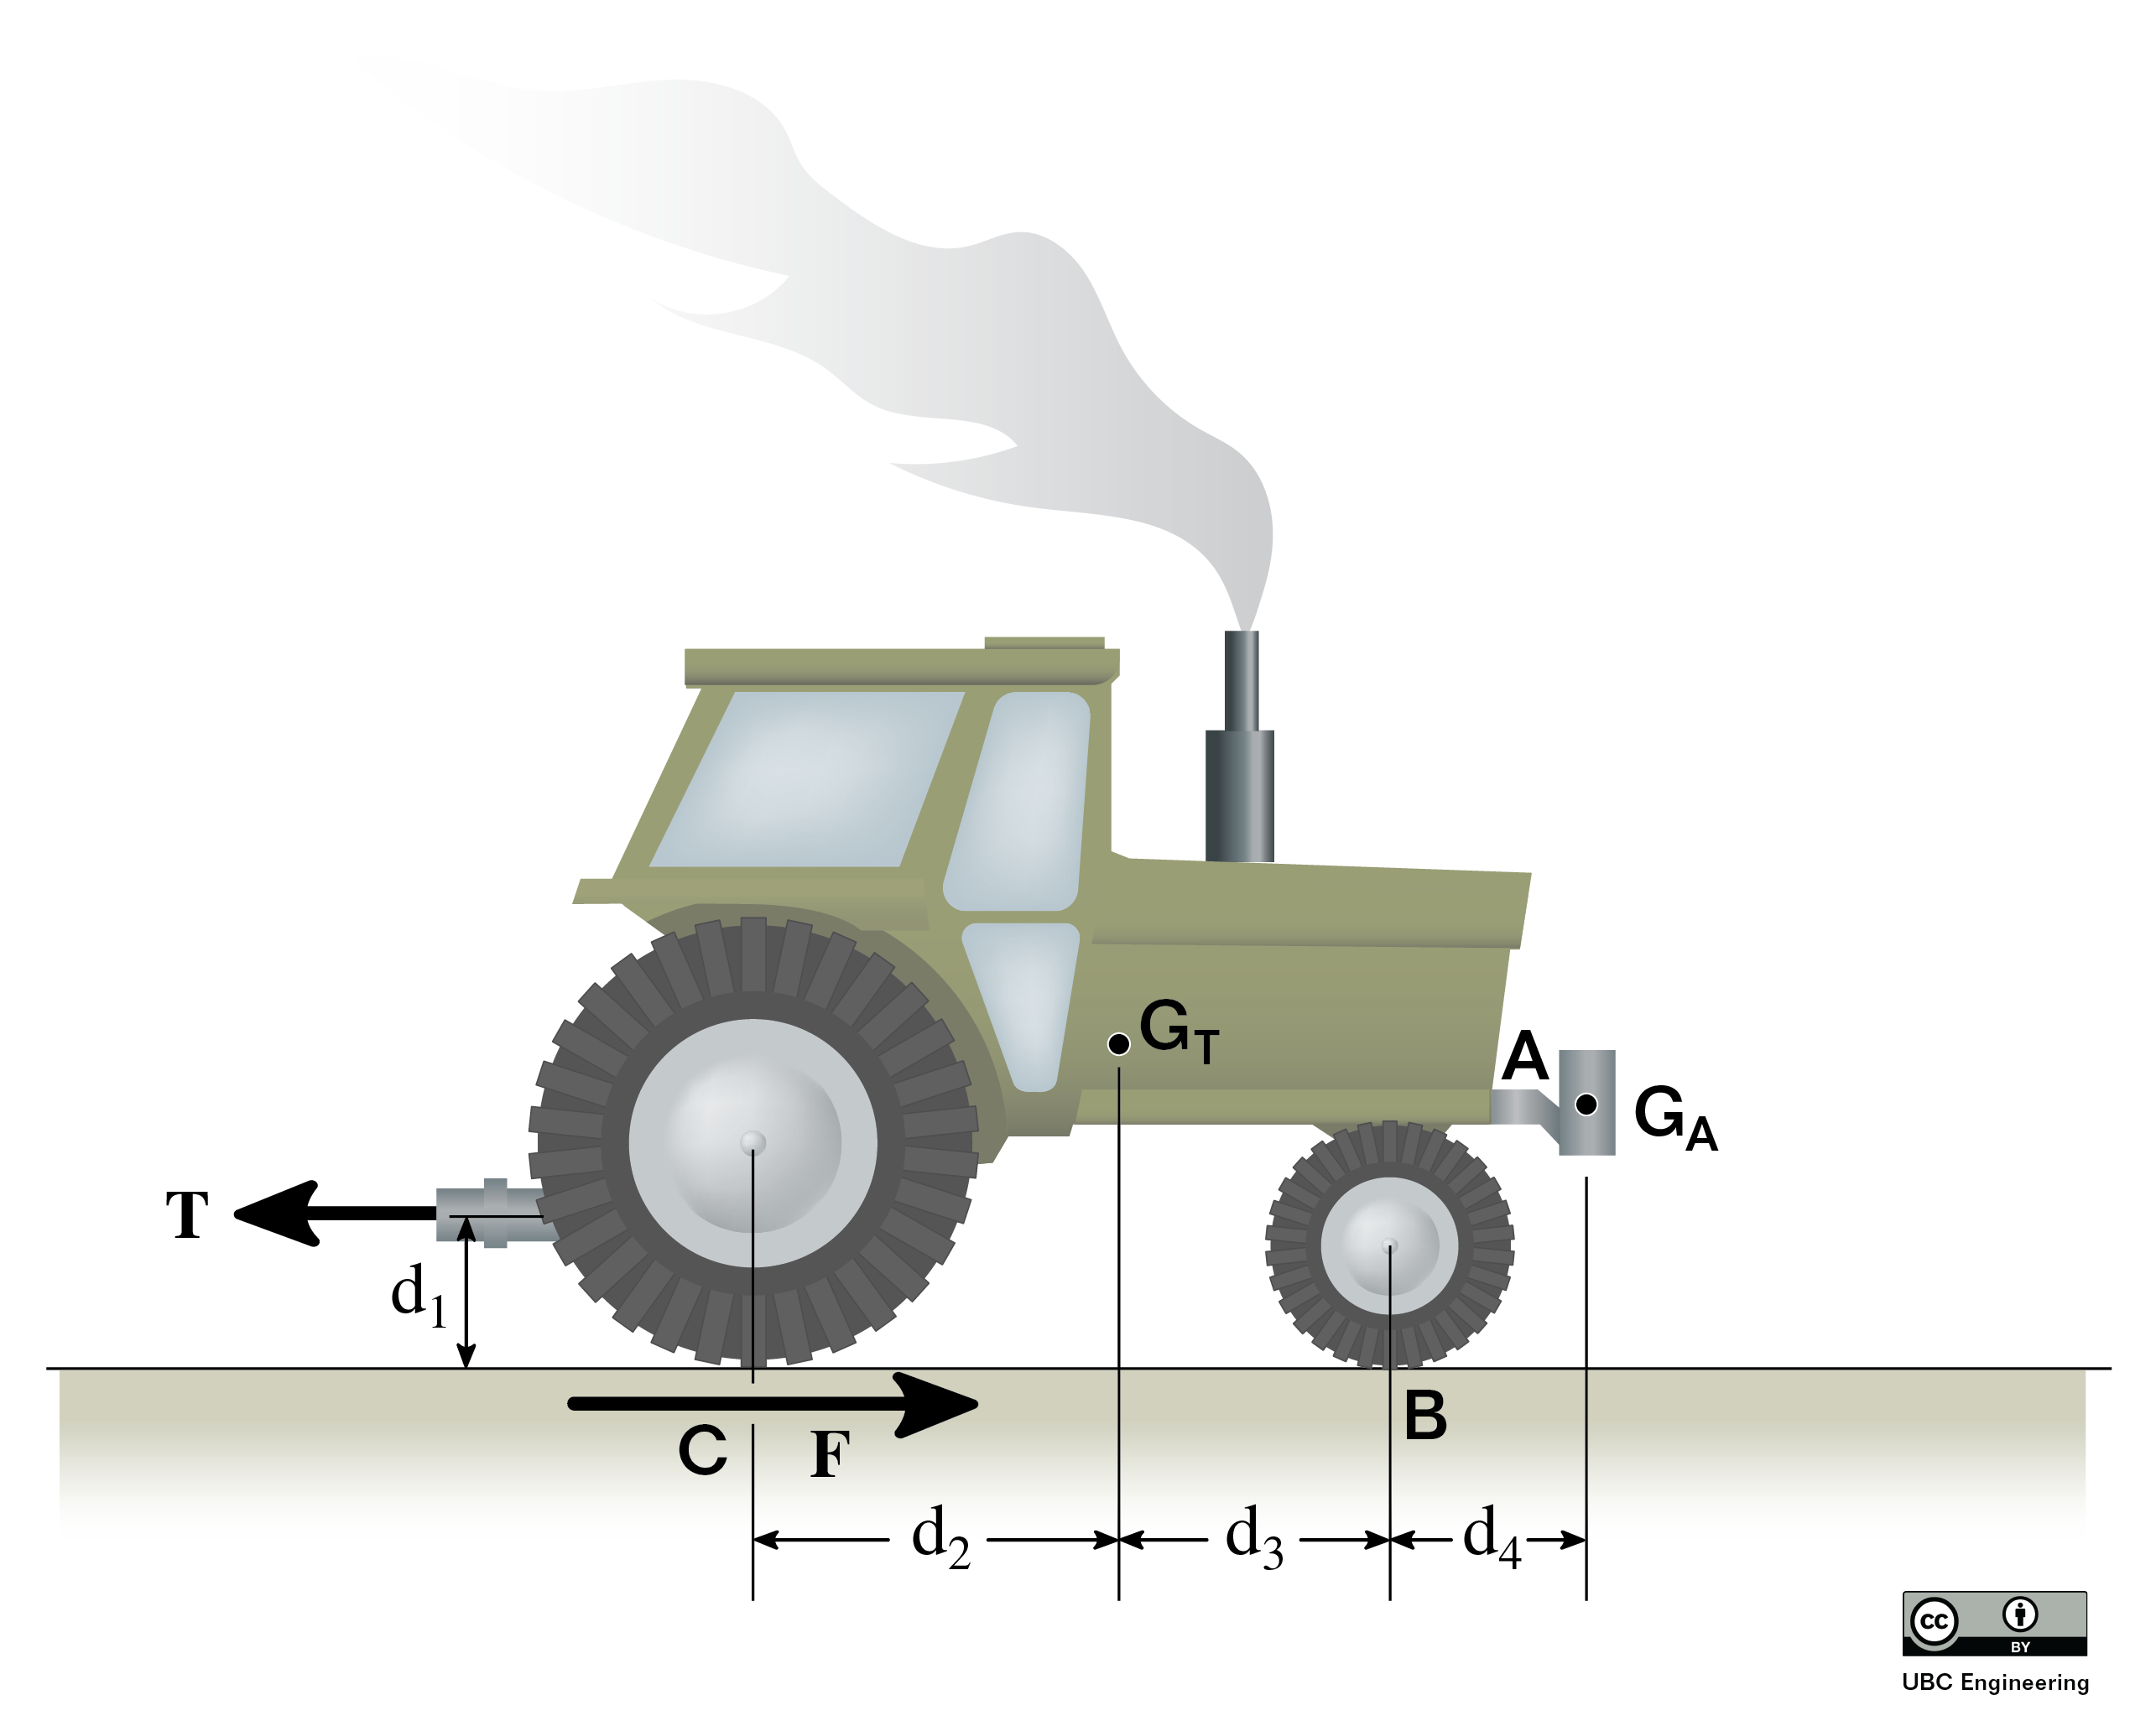 G_T
A
G_A
T
d_1
B
C
F
d_2
d_3
d_4
cc
BY
UBC Engineering